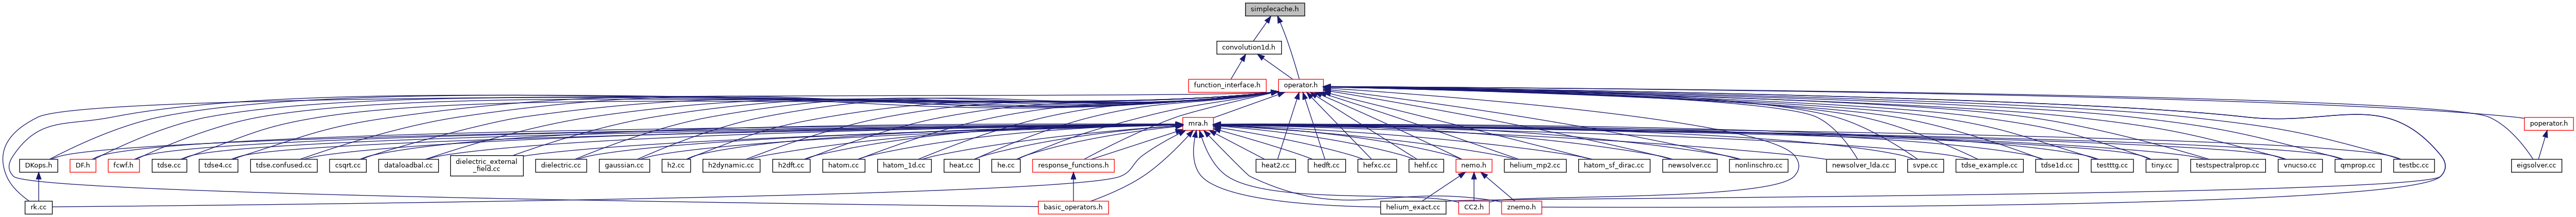 simplecache.h
convolution1d.h
function_interface.h
operator.h
mra.h
poperator.h
DKops.h
DF.h
fcwf.h
tdse.cc
tdse4.cc
tdse.confused.cc
csqrt.cc
dataloadbal.cc
dielectric_external
_field.cc
dielectric.cc
gaussian.cc
h2.cc
h2dynamic.cc
h2dft.cc
hatom.cc
hatom_1d.cc
heat.cc
he.cc
response_functions.h
heat2.cc
hedft.cc
hefxc.cc
hehf.cc
nemo.h
helium_mp2.cc
hatom_sf_dirac.cc
newsolver.cc
nonlinschro.cc
newsolver_lda.cc
svpe.cc
tdse_example.cc
tdse1d.cc
testttg.cc
tiny.cc
testspectralprop.cc
vnucso.cc
qmprop.cc
testbc.cc
eigsolver.cc
rk.cc
basic_operators.h
helium_exact.cc
CC2.h
znemo.h